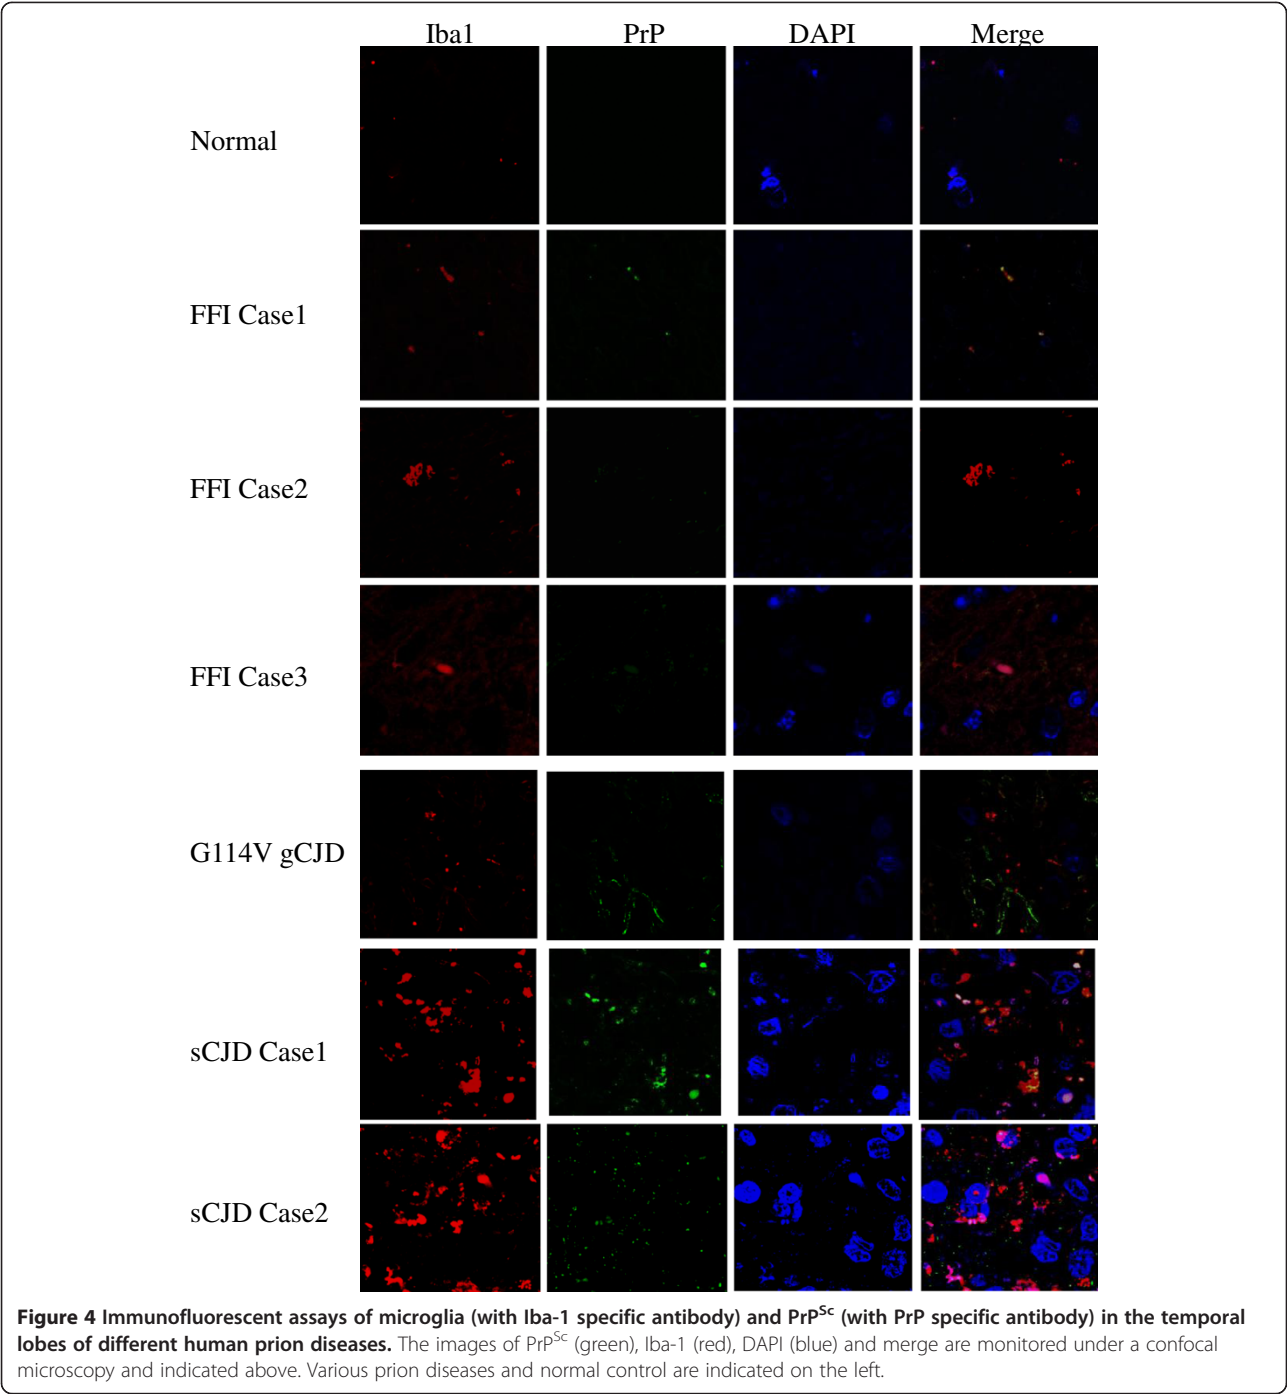 Iba1 PrP DAPI Merge
Normal
FFI Case1
FFI Case2
FFI Case3
G114V gCJD
sCJD Case1
sCJD Case2
Figure 4 Immunofluorescent assays of microglia (with Iba-1 specific antibody) and PrPSc (with PrP specific antibody) in the temporal
lobes of different human prion diseases. The images of PrPSc (green), Iba-1 (red), DAPI (blue) and merge are monitored under a confocal
microscopy and indicated above. Various prion diseases and normal control are indicated on the left.